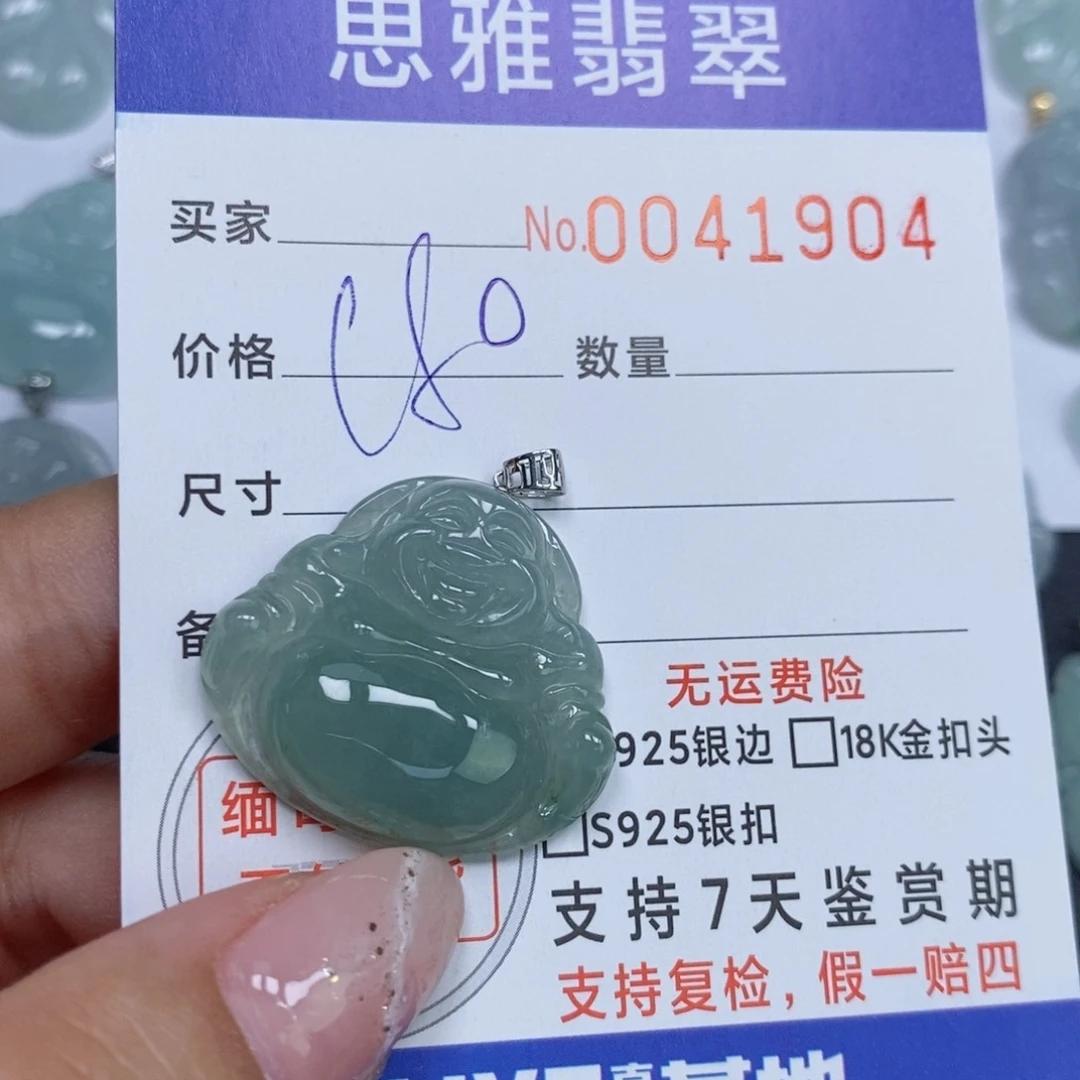 思雅翡翠
买家 No.0041904
价格 数量
尺寸
备
无运费险
925银边 □18K金扣头
□S925银扣
缅
支持7天鉴赏期
支持复检，假一赔四